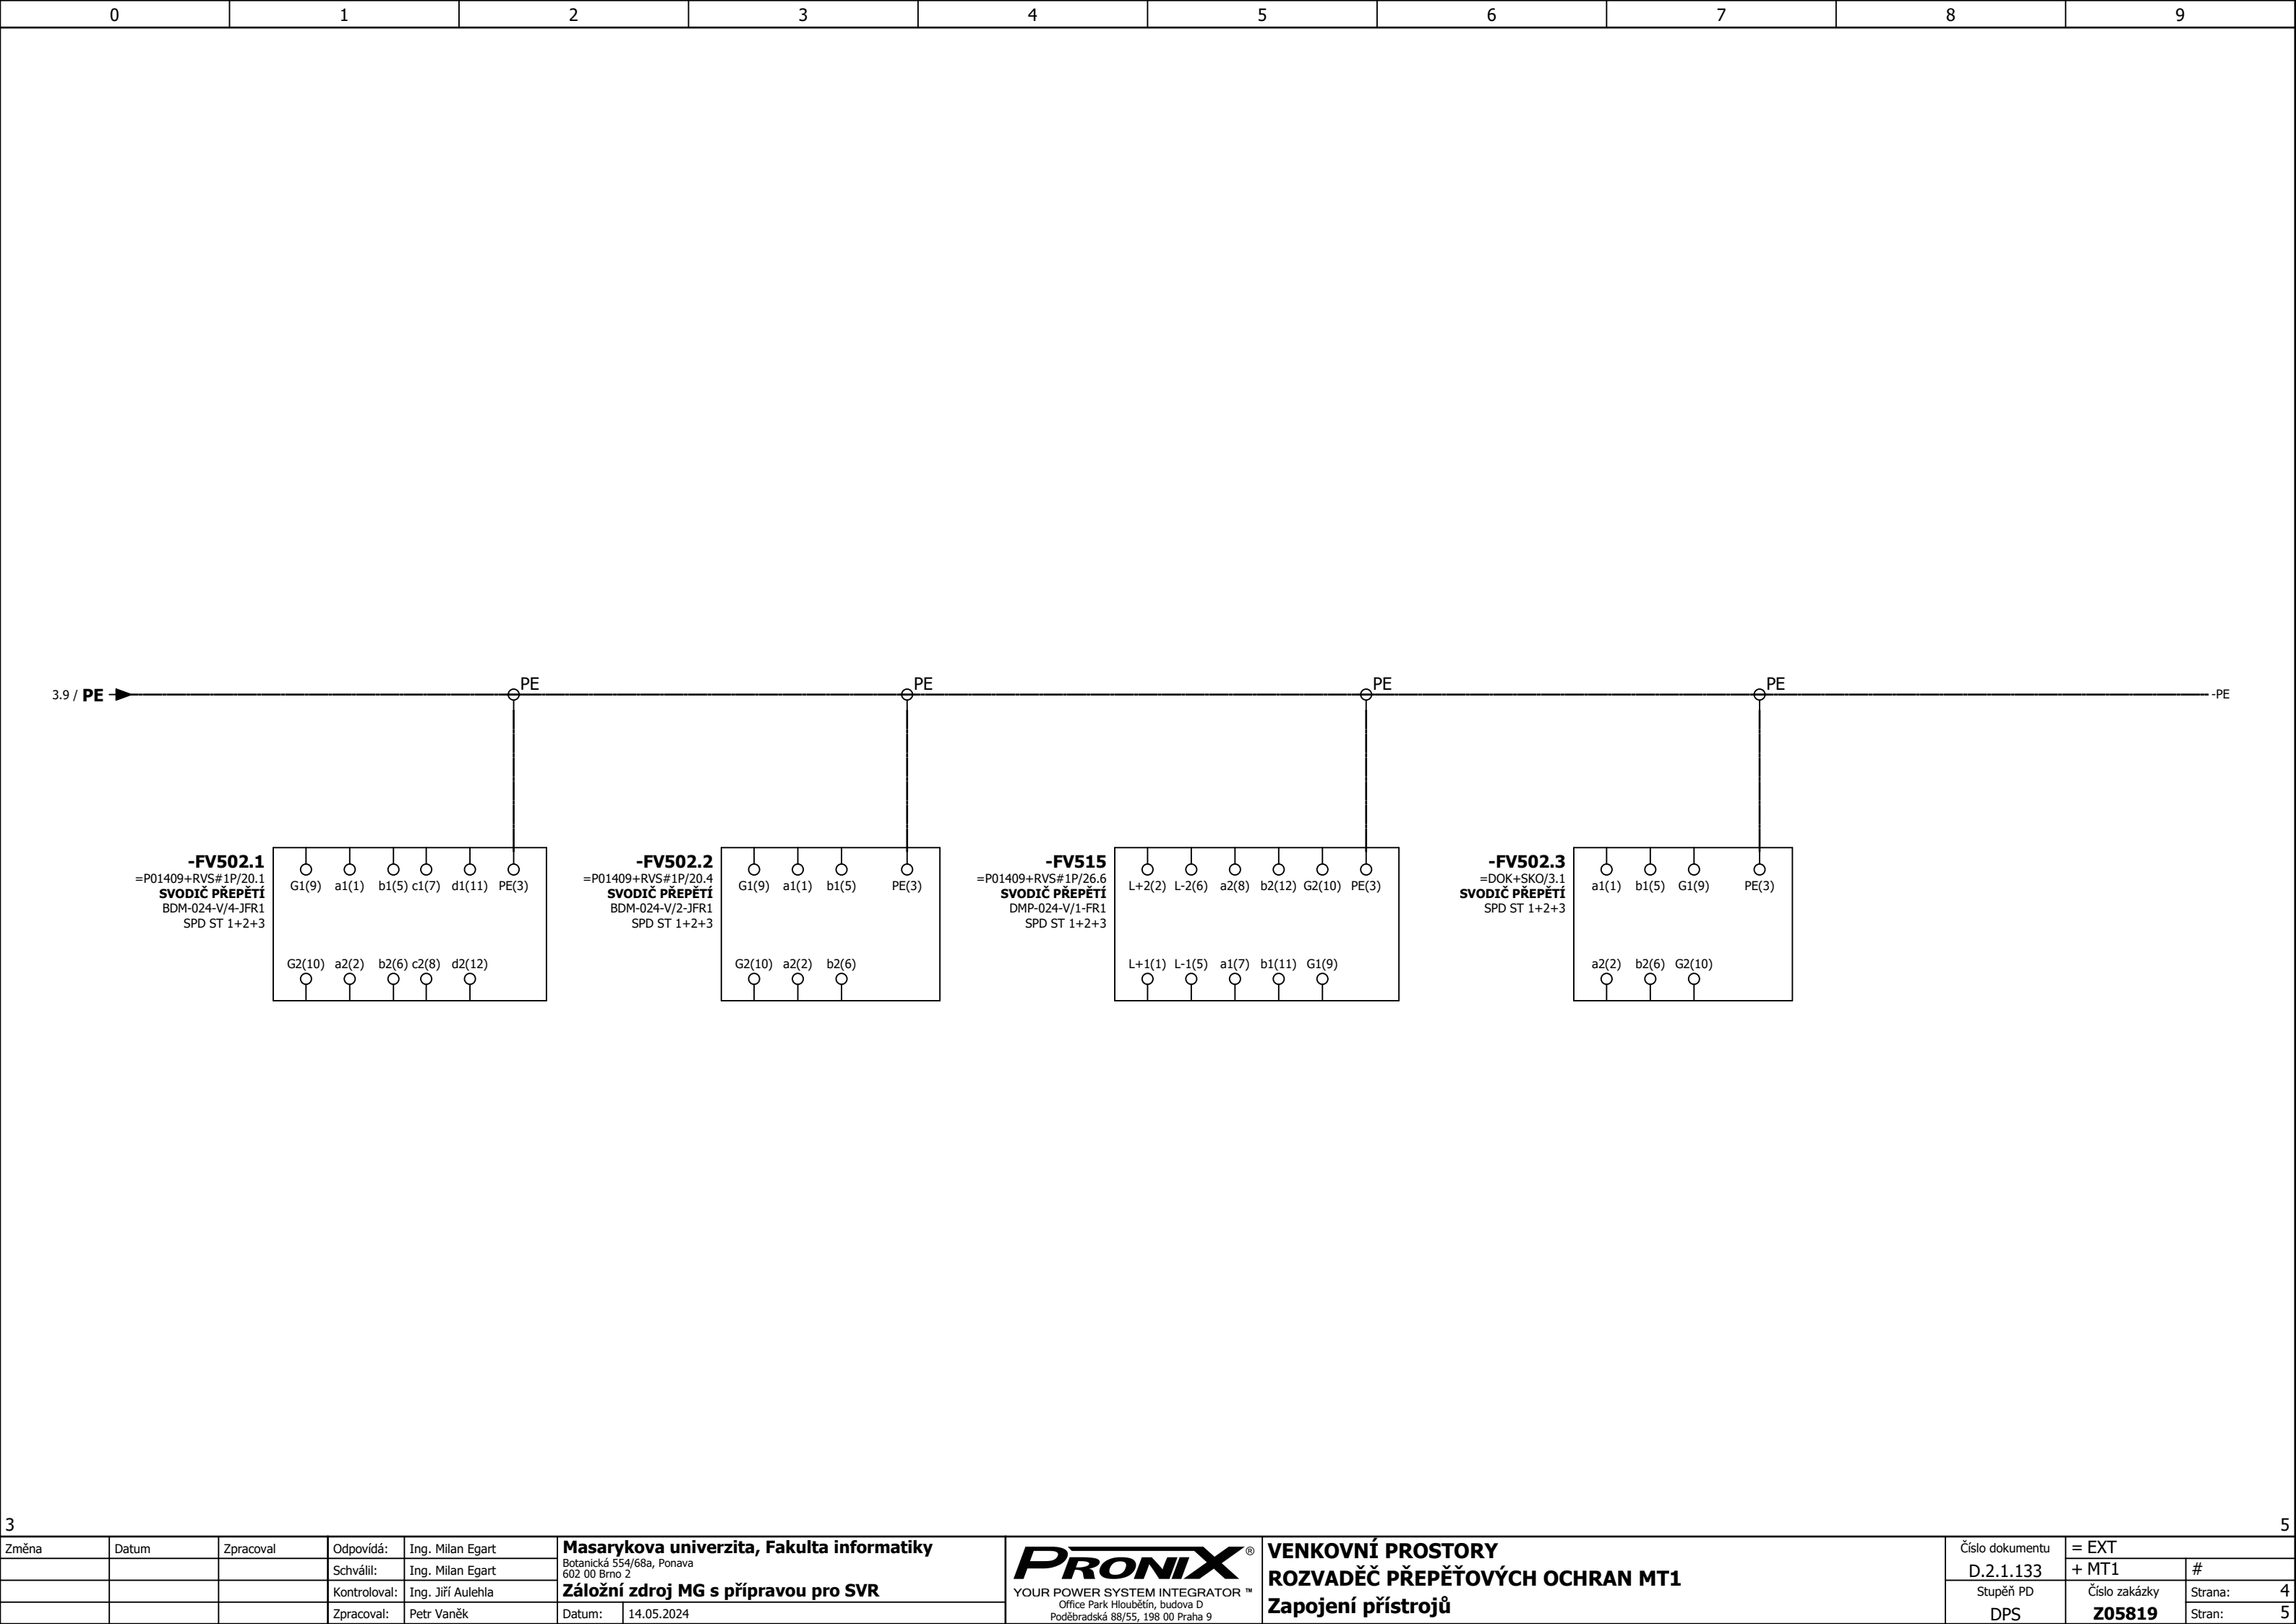 0 1 2 3 4 5 6 7 8 9
3.9 / PE
PE PE PE PE
-PE
-FV502.1
=P01409+RVS#1P/20.1
SVODIČ PŘEPĚTÍ
BDM-024-V/4-JFR1
SPD ST 1+2+3
G1(9) a1(1) b1(5) c1(7) d1(11) PE(3)
G2(10) a2(2) b2(6) c2(8) d2(12)
-FV502.2
=P01409+RVS#1P/20.4
SVODIČ PŘEPĚTÍ
BDM-024-V/2-JFR1
SPD ST 1+2+3
G1(9) a1(1) b1(5) PE(3)
G2(10) a2(2) b2(6)
-FV515
=P01409+RVS#1P/26.6
SVODIČ PŘEPĚTÍ
DMP-024-V/1-FR1
SPD ST 1+2+3
L+2(2) L-2(6) a2(8) b2(12) G2(10) PE(3)
L+1(1) L-1(5) a1(7) b1(11) G1(9)
-FV502.3
=DOK+SKO/3.1
SVODIČ PŘEPĚTÍ
SPD ST 1+2+3
a1(1) b1(5) G1(9) PE(3)
a2(2) b2(6) G2(10)
3
5
Změna Datum Zpracoval
Odpovídá: Ing. Milan Egart
Schválil: Ing. Milan Egart
Kontroloval: Ing. Jiří Aulehla
Zpracoval: Petr Vaněk
Masarykova univerzita, Fakulta informatiky
Botanická 554/68a, Ponava
602 00 Brno 2
Záložní zdroj MG s přípravou pro SVR
Datum: 14.05.2024
PRONIX ®
YOUR POWER SYSTEM INTEGRATOR ™
Office Park Hloubětín, budova D
Poděbradská 88/55, 198 00 Praha 9
VENKOVNÍ PROSTORY
ROZVADĚČ PŘEPĚŤOVÝCH OCHRAN MT1
Zapojení přístrojů
Číslo dokumentu
D.2.1.133
Stupěň PD
DPS
= EXT
+ MT1 #
Číslo zakázky
Z05819
Strana: 4
Stran: 5